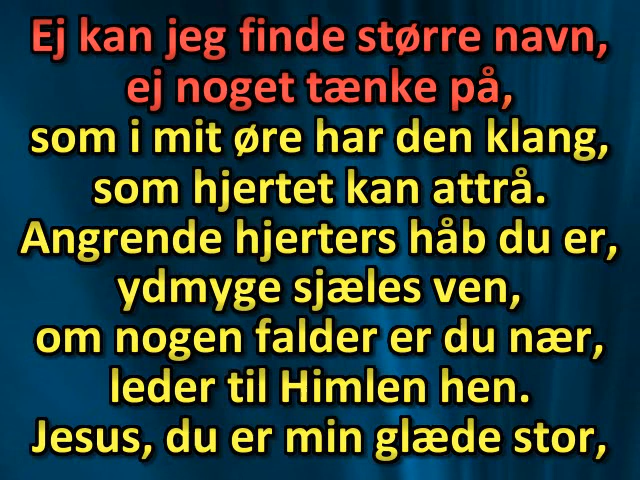 Ej kan jeg finde større navn,
ej noget tænke på,
som i mit øre har den klang,
som hjertet kan attrå.
Angrende hjerters håb du er,
ydmyge sjæles ven,
om nogen falder er du nær,
leder til Himlen hen.
Jesus, du er min glæde stor,